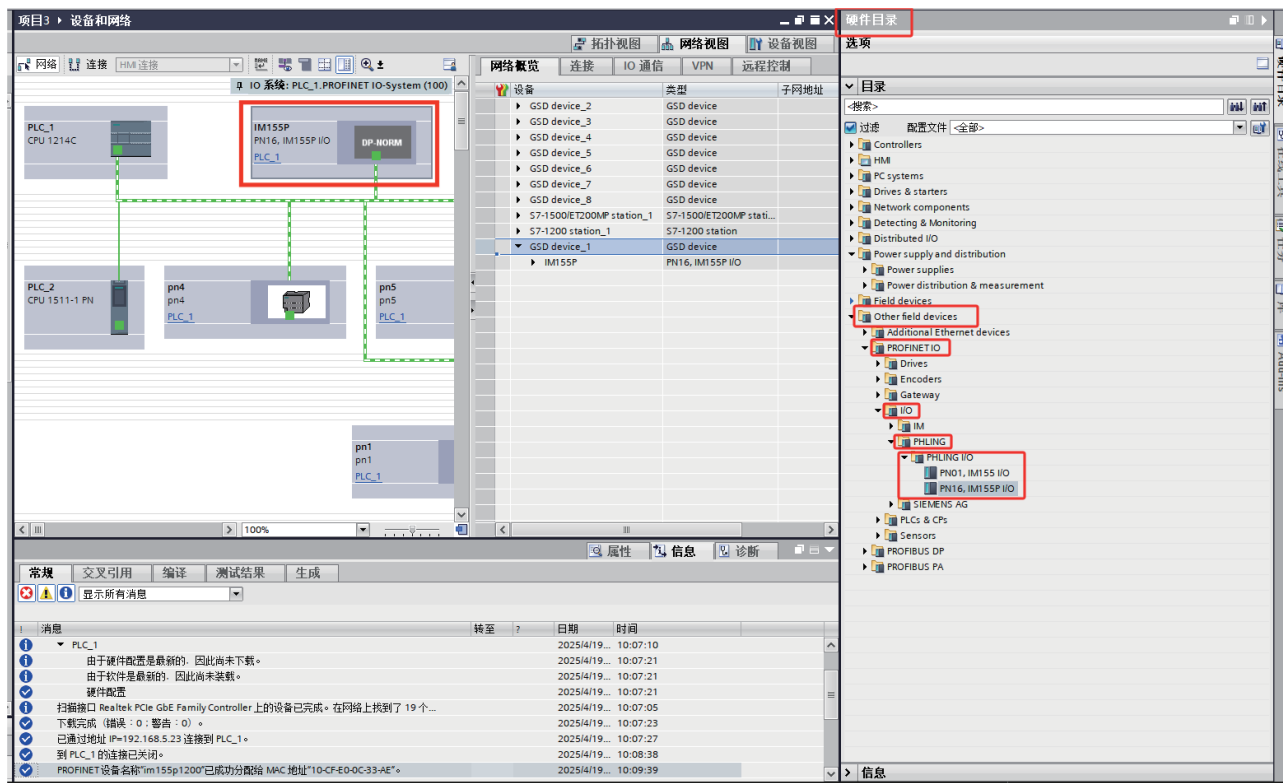 项目3 ▸ 设备和网络
拓扑视图
网络视图
设备视图
网络
连接
HMI 连接
IO 系统: PLC_1.PROFINET IO-System (100)
PLC_1
CPU 1214C
IM155P
PN16, IM155P I/O
PLC_1
DP-NORM
PLC_2
CPU 1511-1 PN
pn4
pn4
PLC_1
pn5
pn5
PLC_1
pn1
pn1
PLC_1
100%
网络概览
连接
IO 通信
VPN
远程控制
设备 类型 子网地址
GSD device_2 GSD device
GSD device_3 GSD device
GSD device_4 GSD device
GSD device_5 GSD device
GSD device_6 GSD device
GSD device_7 GSD device
GSD device_8 GSD device
S7-1500/ET200MP station_1 S7-1500/ET200MP stati...
S7-1200 station_1 S7-1200 station
GSD device_1 GSD device
IM155P PN16, IM155P I/O
属性
信息
诊断
常规
交叉引用
编译
测试结果
生成
显示所有消息
! 消息 转至 ? 日期 时间
PLC_1 2025/4/19... 10:07:10
由于硬件配置是最新的，因此尚未下载。 2025/4/19... 10:07:21
由于软件是最新的，因此尚未装载。 2025/4/19... 10:07:21
硬件配置 2025/4/19... 10:07:21
扫描接口 Realtek PCIe GbE Family Controller 上的设备已完成。在网络上找到了 19 个... 2025/4/19... 10:07:05
下载完成（错误：0；警告：0）。 2025/4/19... 10:07:23
已通过地址 IP=192.168.5.23 连接到 PLC_1。 2025/4/19... 10:07:27
到 PLC_1 的连接已关闭。 2025/4/19... 10:08:38
PROFINET设备名称"im155p1200"已成功分配给 MAC 地址"10-CF-E0-0C-33-AE"。 2025/4/19... 10:09:39
硬件目录
选项
目录
<搜索>
过滤
配置文件
<全部>
Controllers
HMI
PC systems
Drives & starters
Network components
Detecting & Monitoring
Distributed I/O
Power supply and distribution
Power supplies
Power distribution & measurement
Field devices
Other field devices
Additional Ethernet devices
PROFINET IO
Drives
Encoders
Gateway
I/O
IM
PHLING
PHLING I/O
PN01, IM155 I/O
PN16, IM155P I/O
SIEMENS AG
PLCs & CPs
Sensors
PROFIBUS DP
PROFIBUS PA
信息